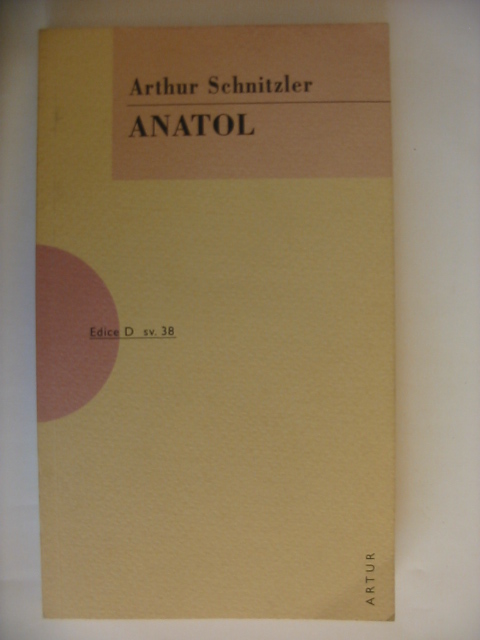 Arthur Schnitzler
ANATOL
Edice D sv. 38
ARTUR